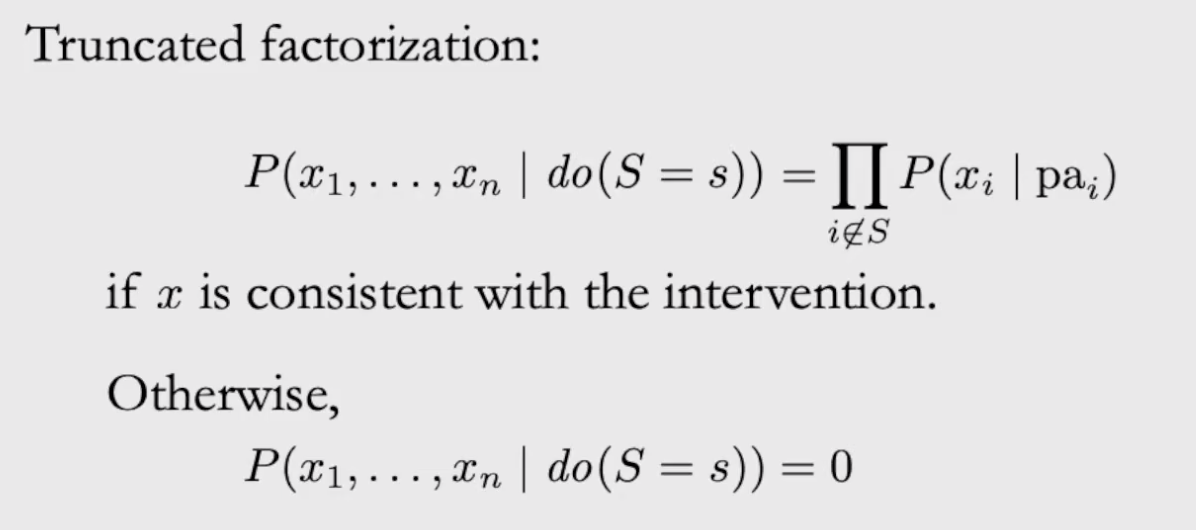 Truncated factorization:
P(x₁, . . . , xₙ | do(S = s)) = ∏ P(xᵢ | paᵢ)
i∉S
if x is consistent with the intervention.
Otherwise,
P(x₁, . . . , xₙ | do(S = s)) = 0